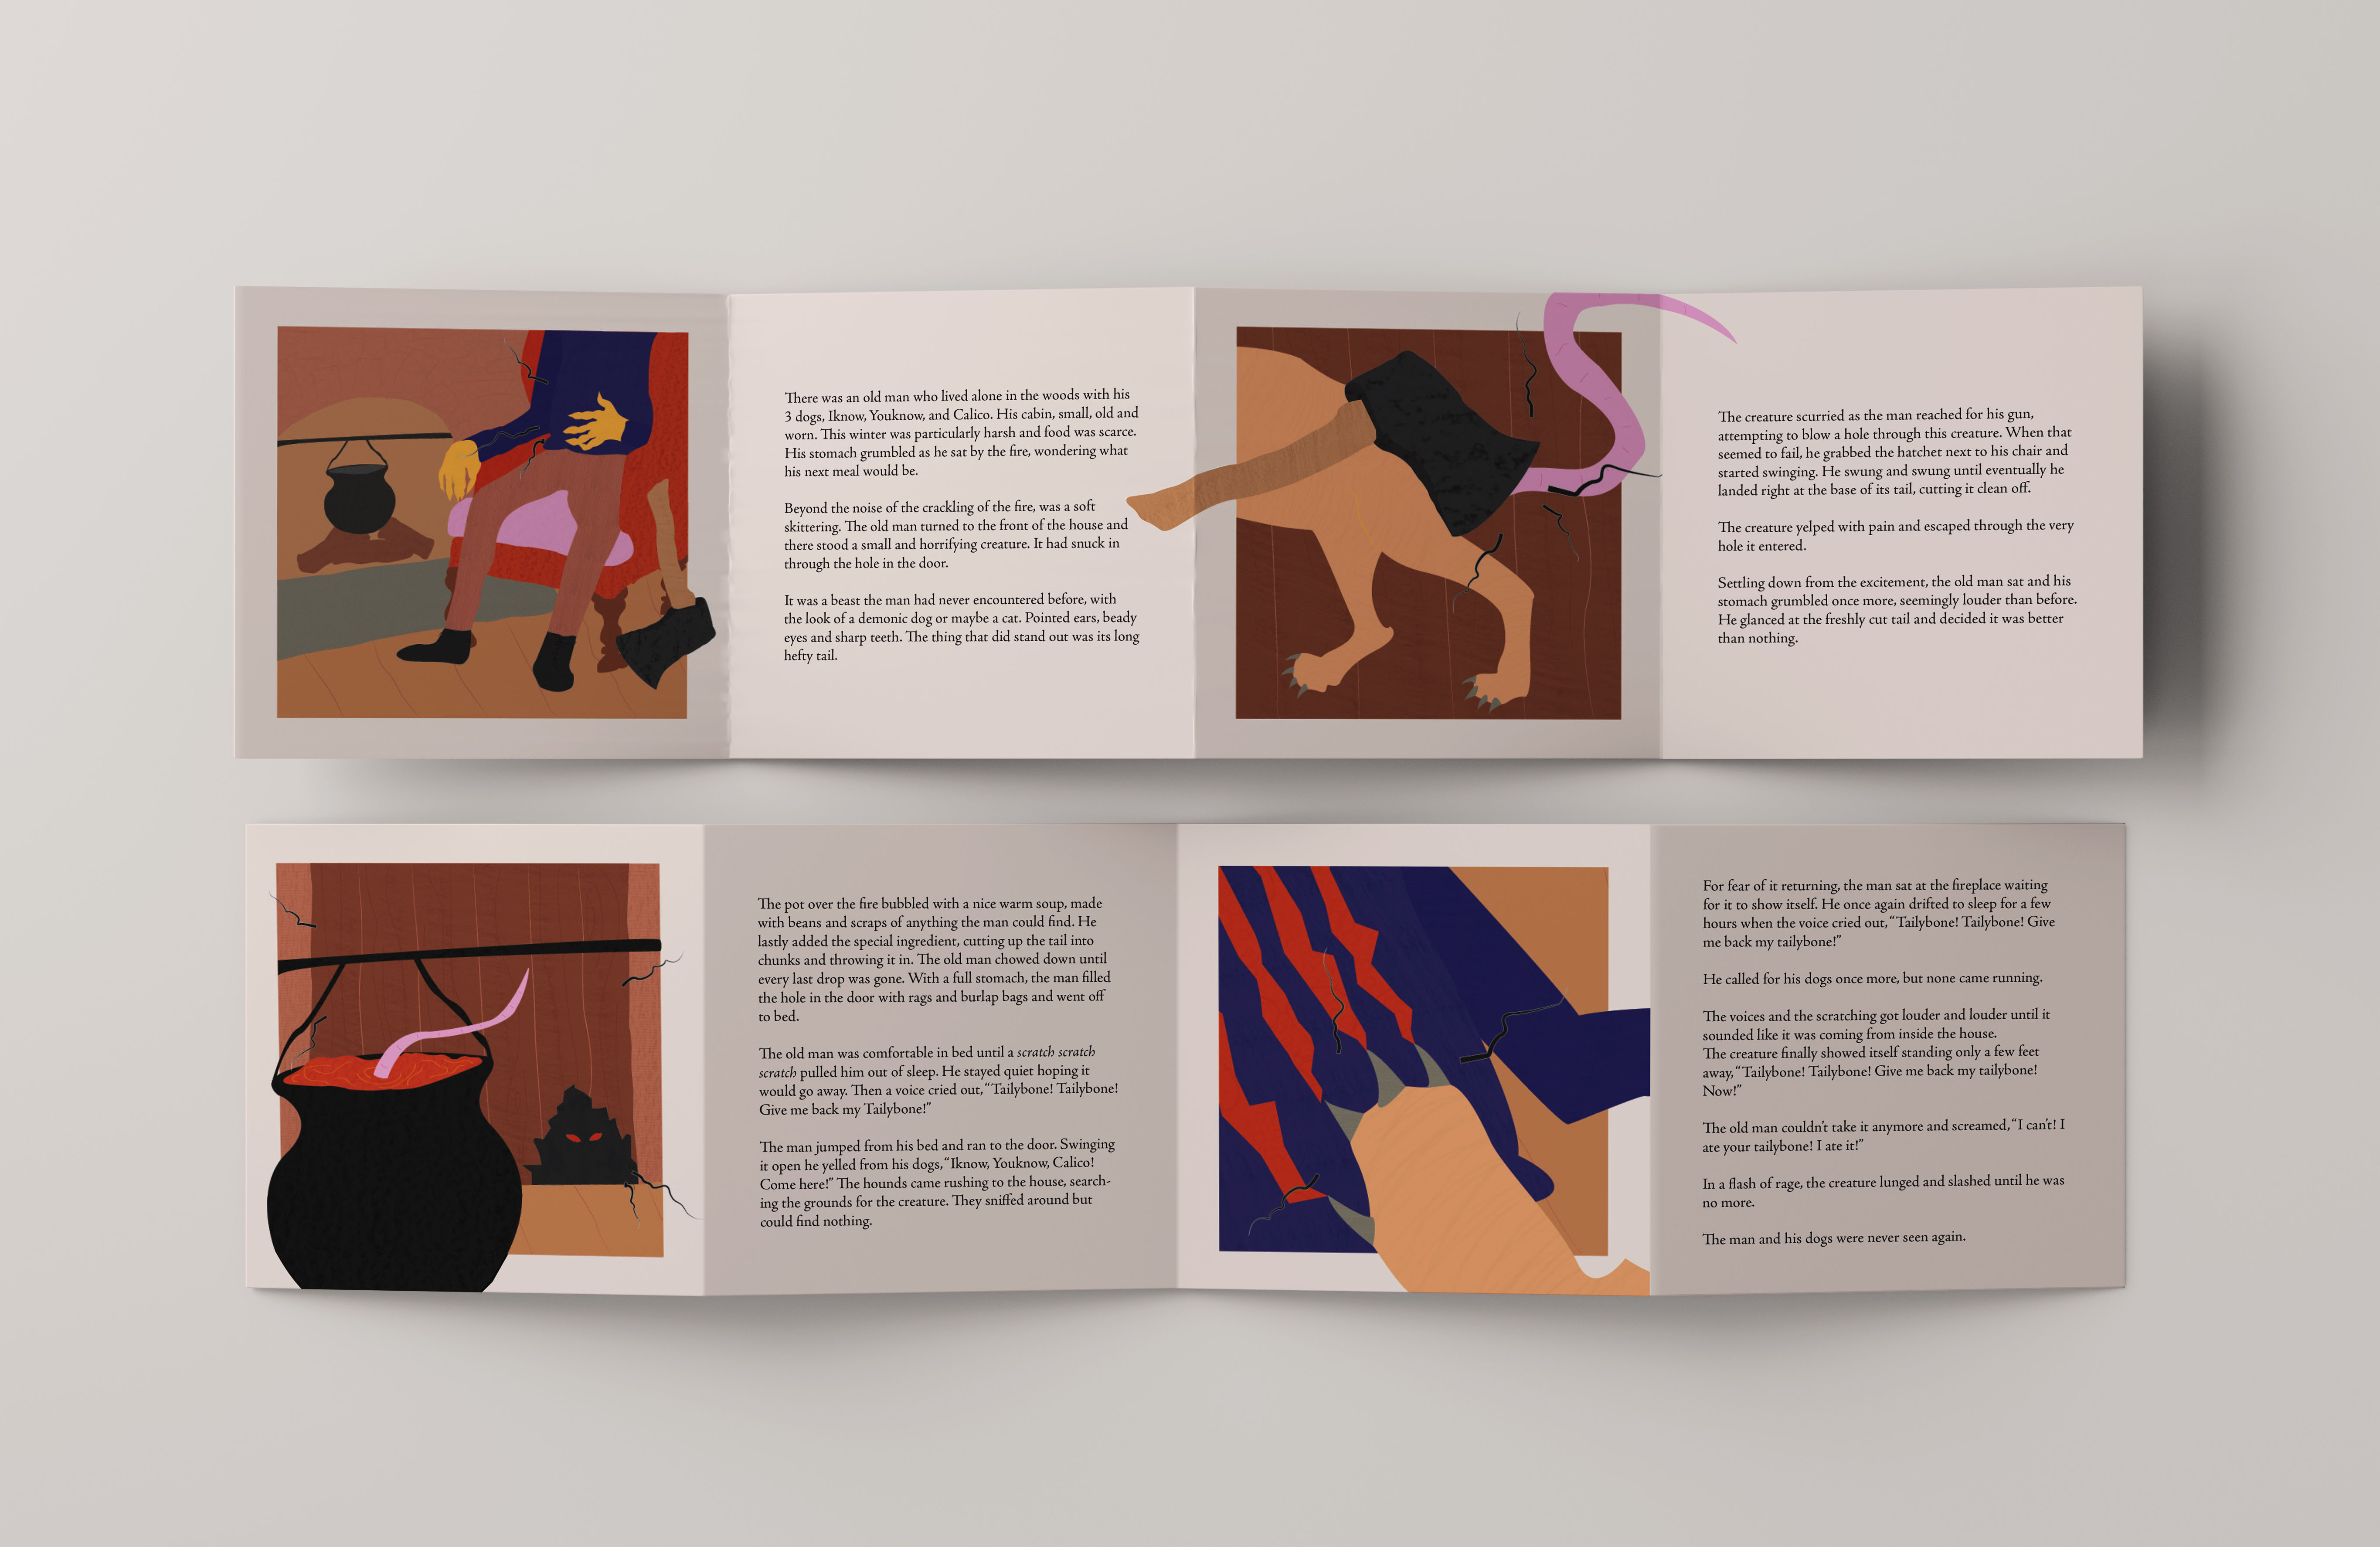 There was an old man who lived alone in the woods with his
3 dogs, Iknow, Youknow, and Calico. His cabin, small, old and
worn. This winter was particularly harsh and food was scarce.
His stomach grumbled as he sat by the fire, wondering what
his next meal would be.
Beyond the noise of the crackling of the fire, was a soft
skittering. The old man turned to the front of the house and
there stood a small and horrifying creature. It had snuck in
through the hole in the door.
It was a beast the man had never encountered before, with
the look of a demonic dog or maybe a cat. Pointed ears, beady
eyes and sharp teeth. The thing that did stand out was its long
hefty tail.
The creature scurried as the man reached for his gun,
attempting to blow a hole through this creature. When that
seemed to fail, he grabbed the hatchet next to his chair and
started swinging. He swung and swung until eventually he
landed right at the base of its tail, cutting it clean off.
The creature yelped with pain and escaped through the very
hole it entered.
Settling down from the excitement, the old man sat and his
stomach grumbled once more, seemingly louder than before.
He glanced at the freshly cut tail and decided it was better
than nothing.
The pot over the fire bubbled with a nice warm soup, made
with beans and scraps of anything the man could find. He
lastly added the special ingredient, cutting up the tail into
chunks and throwing it in. The old man chowed down until
every last drop was gone. With a full stomach, the man filled
the hole in the door with rags and burlap bags and went off
to bed.
The old man was comfortable in bed until a scratch scratch
scratch pulled him out of sleep. He stayed quiet hoping it
would go away. Then a voice cried out, “Tailybone! Tailybone!
Give me back my Tailybone!”
The man jumped from his bed and ran to the door. Swinging
it open he yelled from his dogs, “Iknow, Youknow, Calico!
Come here!” The hounds came rushing to the house, search-
ing the grounds for the creature. They sniffed around but
could find nothing.
For fear of it returning, the man sat at the fireplace waiting
for it to show itself. He once again drifted to sleep for a few
hours when the voice cried out, “Tailybone! Tailybone! Give
me back my tailybone!”
He called for his dogs once more, but none came running.
The voices and the scratching got louder and louder until it
sounded like it was coming from inside the house.
The creature finally showed itself standing only a few feet
away, “Tailybone! Tailybone! Give me back my tailybone!
Now!”
The old man couldn't take it anymore and screamed, “I can't! I
ate your tailybone! I ate it!”
In a flash of rage, the creature lunged and slashed until he was
no more.
The man and his dogs were never seen again.